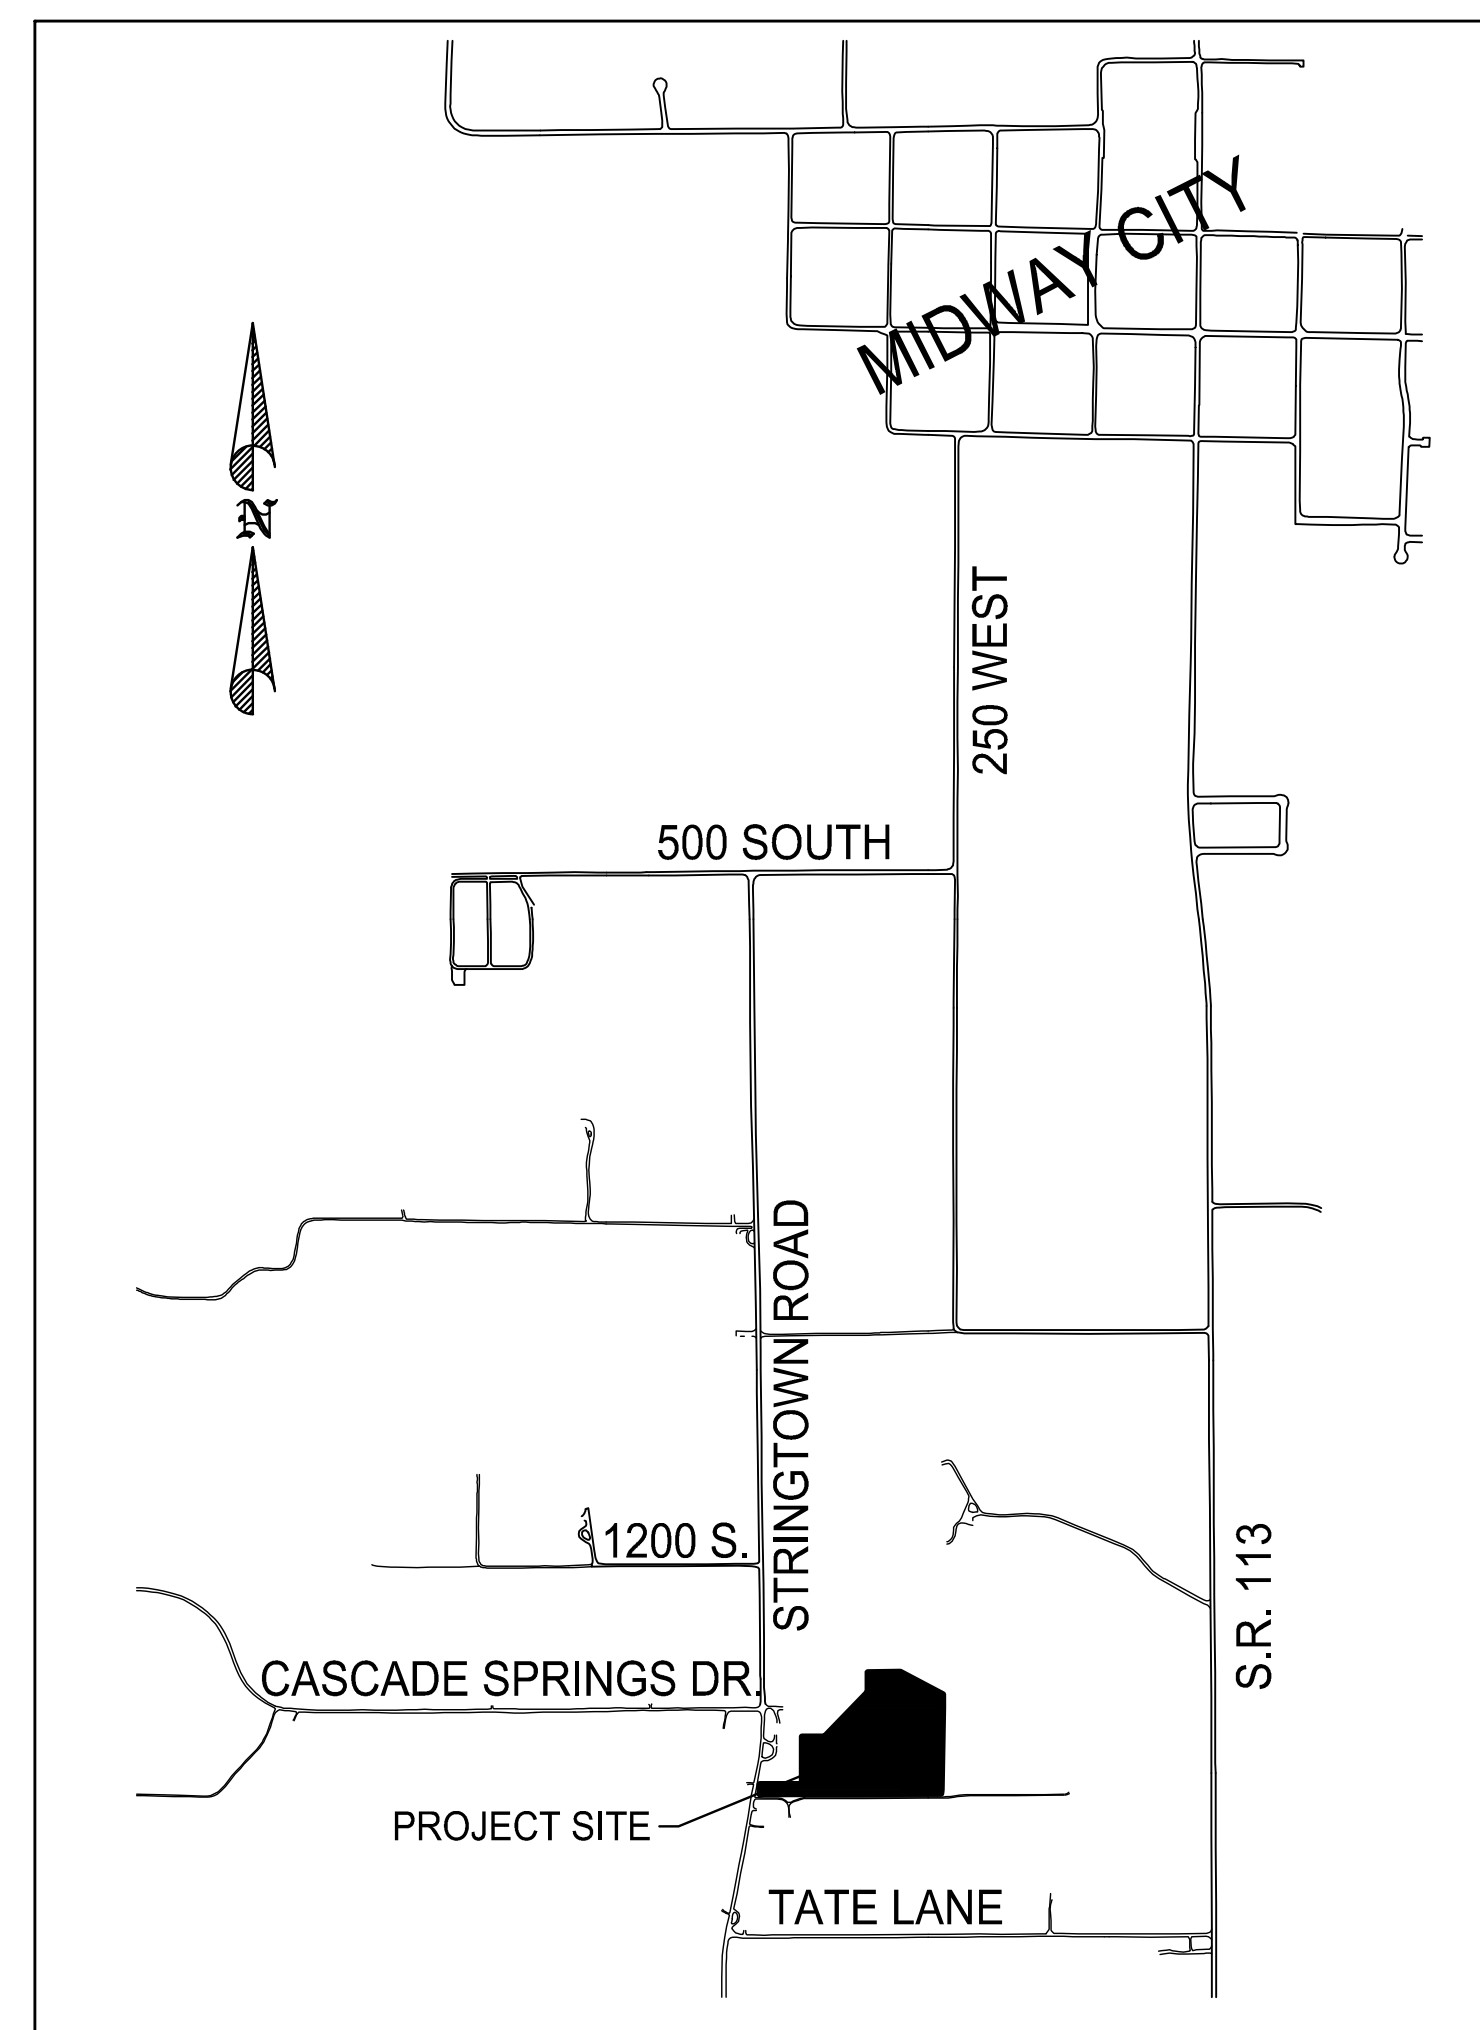 MIDWAY CITY
N
250 WEST
500 SOUTH
STRINGTOWN ROAD
1200 S.
S.R. 113
CASCADE SPRINGS DR.
PROJECT SITE
TATE LANE